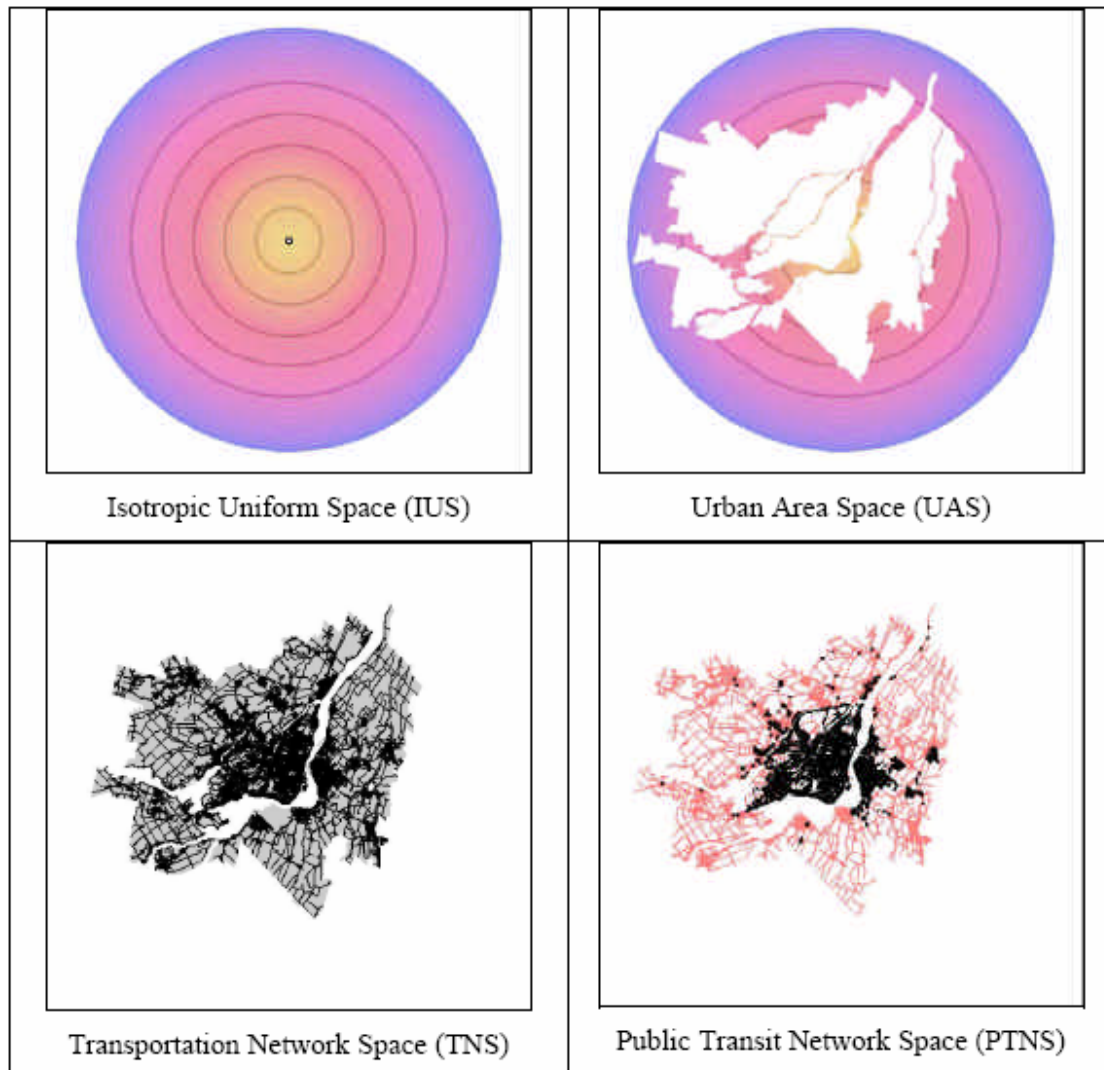 Isotropic Uniform Space (IUS)
Urban Area Space (UAS)
Transportation Network Space (TNS)
Public Transit Network Space (PTNS)